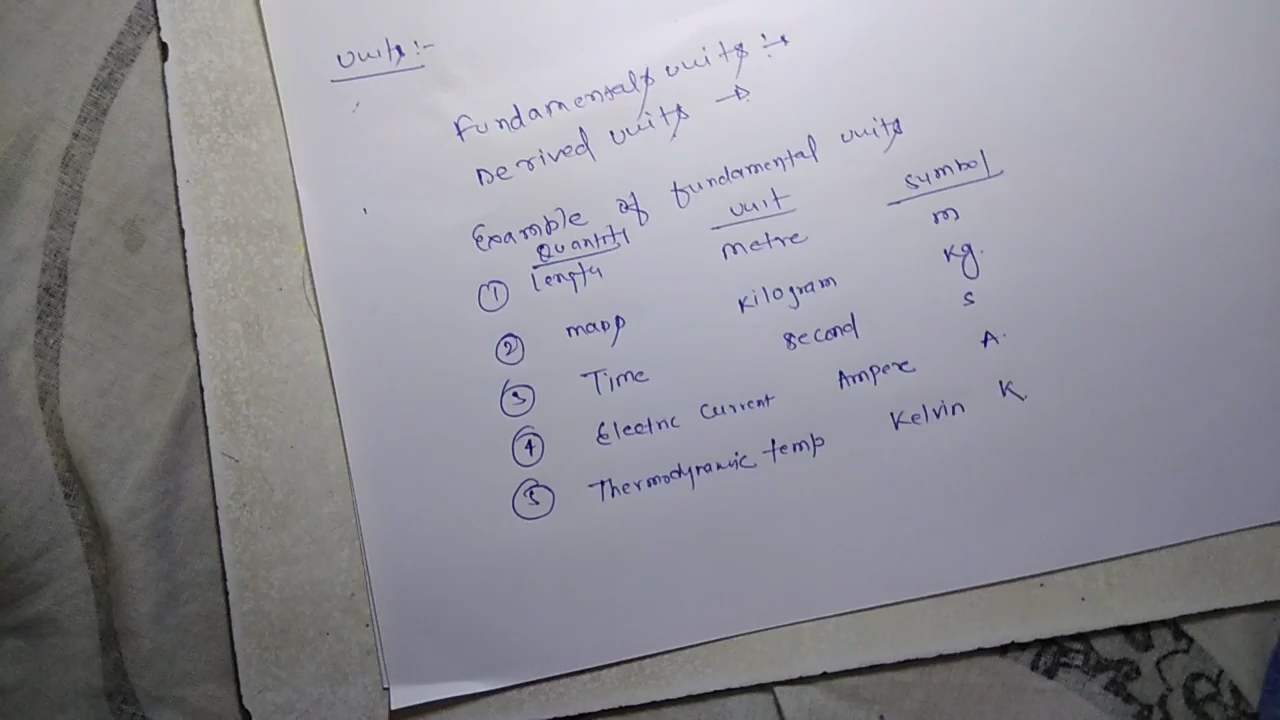 Units :-
Fundamentals units :→
Derived units →
Example of fundamental units
Quantity unit symbol
① length metre m
② mass Kilogram kg.
③ Time second s
④ Electric current Ampere A.
⑤ Thermodynamic temp Kelvin K